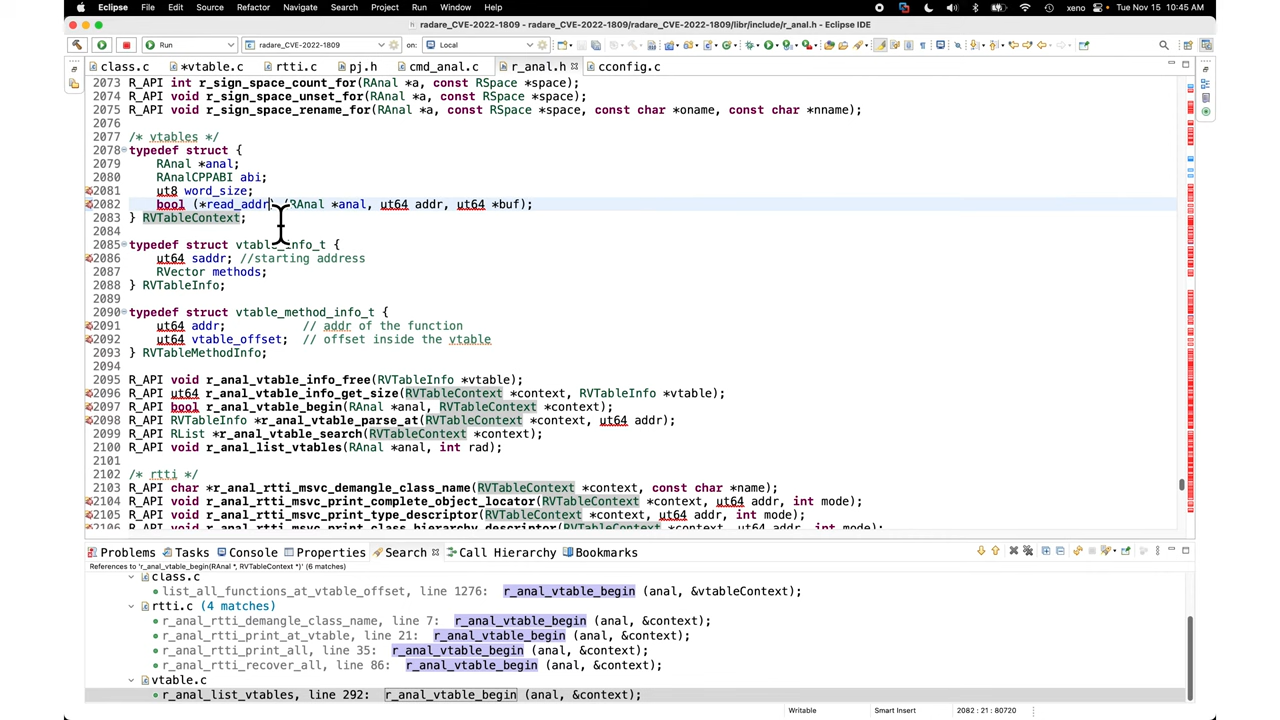 Eclipse File Edit Source Refactor Navigate Search Project Run Window Help xeno Tue Nov 15 10:45 AM
radare_CVE-2022-1809 - radare_CVE-2022-1809/radare_CVE-2022-1809/libr/include/r_anal.h - Eclipse IDE
Run radare_CVE-2022-1809 on: Local
class.c *vtable.c rtti.c pj.h cmd_anal.c r_anal.h cconfig.c
2073 R_API int r_sign_space_count_for(RAnal *a, const RSpace *space);
2074 R_API void r_sign_space_unset_for(RAnal *a, const RSpace *space);
2075 R_API void r_sign_space_rename_for(RAnal *a, const RSpace *space, const char *oname, const char *nname);
2076
2077 /* vtables */
2078 typedef struct {
2079 RAnal *anal;
2080 RAnalCPPABI abi;
2081 ut8 word_size;
2082 bool (*read_addr) (RAnal *anal, ut64 addr, ut64 *buf);
2083 } RVTableContext;
2084
2085 typedef struct vtable_info_t {
2086 ut64 saddr; //starting address
2087 RVector methods;
2088 } RVTableInfo;
2089
2090 typedef struct vtable_method_info_t {
2091 ut64 addr; // addr of the function
2092 ut64 vtable_offset; // offset inside the vtable
2093 } RVTableMethodInfo;
2094
2095 R_API void r_anal_vtable_info_free(RVTableInfo *vtable);
2096 R_API ut64 r_anal_vtable_info_get_size(RVTableContext *context, RVTableInfo *vtable);
2097 R_API bool r_anal_vtable_begin(RAnal *anal, RVTableContext *context);
2098 R_API RVTableInfo *r_anal_vtable_parse_at(RVTableContext *context, ut64 addr);
2099 R_API RList *r_anal_vtable_search(RVTableContext *context);
2100 R_API void r_anal_list_vtables(RAnal *anal, int rad);
2101
2102 /* rtti */
2103 R_API char *r_anal_rtti_msvc_demangle_class_name(RVTableContext *context, const char *name);
2104 R_API void r_anal_rtti_msvc_print_complete_object_locator(RVTableContext *context, ut64 addr, int mode);
2105 R_API void r_anal_rtti_msvc_print_type_descriptor(RVTableContext *context, ut64 addr, int mode);
2106 R_API void r_anal_rtti_msvc_print_class_hierarchy_descriptor(RVTableContext *context, ut64 addr, int mode);
Problems Tasks Console Properties Search Call Hierarchy Bookmarks
References to 'r_anal_vtable_begin(RAnal *, RVTableContext *)' (6 matches)
class.c
list_all_functions_at_vtable_offset, line 1276: r_anal_vtable_begin (anal, &vtableContext);
rtti.c (4 matches)
r_anal_rtti_demangle_class_name, line 7: r_anal_vtable_begin (anal, &context);
r_anal_rtti_print_at_vtable, line 21: r_anal_vtable_begin (anal, &context);
r_anal_rtti_print_all, line 35: r_anal_vtable_begin (anal, &context);
r_anal_rtti_recover_all, line 86: r_anal_vtable_begin (anal, &context);
vtable.c
r_anal_list_vtables, line 292: r_anal_vtable_begin (anal, &context);
Writable Smart Insert 2082 : 21 : 80720